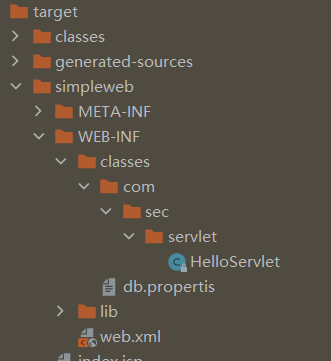 target
classes
generated-sources
simpleweb
META-INF
WEB-INF
classes
com
sec
servlet
HelloServlet
db.propertis
lib
web.xml
index.jsp